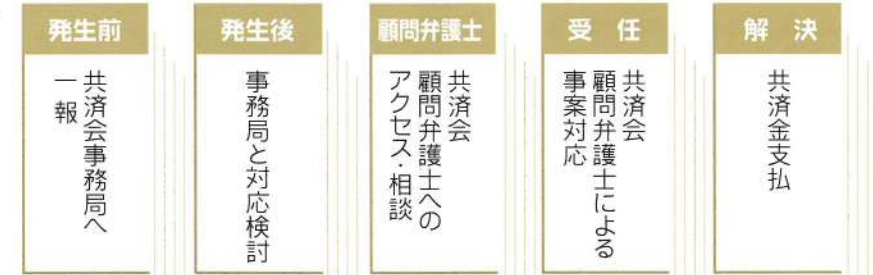 発生前
共済会事務局へ
一報
発生後
事務局と対応検討
顧問弁護士
共済会
顧問弁護士への
アクセス・相談
受 任
共済会
顧問弁護士による
事案対応
解 決
共済金支払